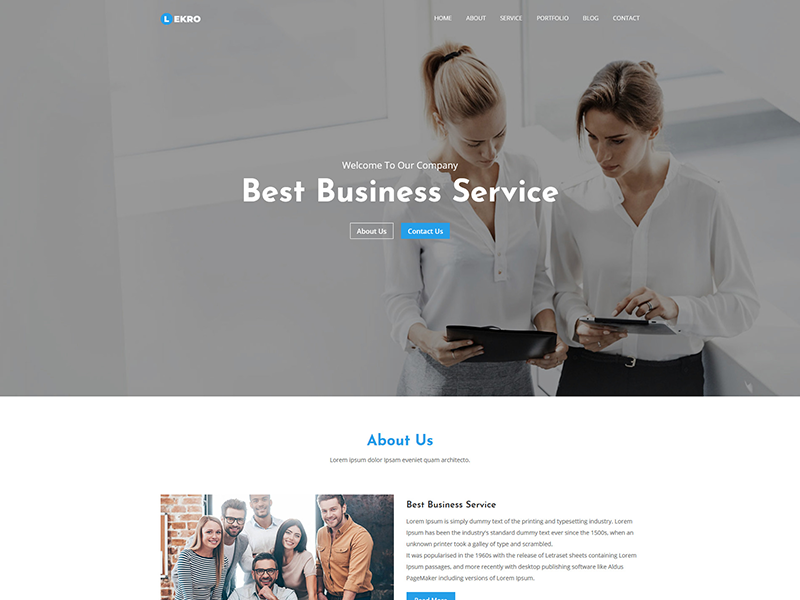 L EKRO
HOME ABOUT SERVICE PORTFOLIO BLOG CONTACT
Welcome To Our Company
Best Business Service
About Us Contact Us
About Us
Lorem ipsum dolor ipsam eveniet quam architecto.
Best Business Service
Lorem Ipsum is simply dummy text of the printing and typesetting industry. Lorem
Ipsum has been the industry's standard dummy text ever since the 1500s, when an
unknown printer took a galley of type and scrambled.
It was popularised in the 1960s with the release of Letraset sheets containing Lorem
Ipsum passages, and more recently with desktop publishing software like Aldus
PageMaker including versions of Lorem Ipsum.
Read More